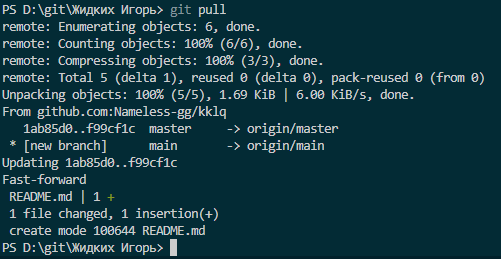 PS D:\git\Жидких Игорь> git pull
remote: Enumerating objects: 6, done.
remote: Counting objects: 100% (6/6), done.
remote: Compressing objects: 100% (3/3), done.
remote: Total 5 (delta 1), reused 0 (delta 0), pack-reused 0 (from 0)
Unpacking objects: 100% (5/5), 1.69 KiB | 6.00 KiB/s, done.
From github.com:Nameless-gg/kklq
   1ab85d0..f99cf1c  master     -> origin/master
 * [new branch]      main       -> origin/main
Updating 1ab85d0..f99cf1c
Fast-forward
 README.md | 1 +
 1 file changed, 1 insertion(+)
 create mode 100644 README.md
PS D:\git\Жидких Игорь>